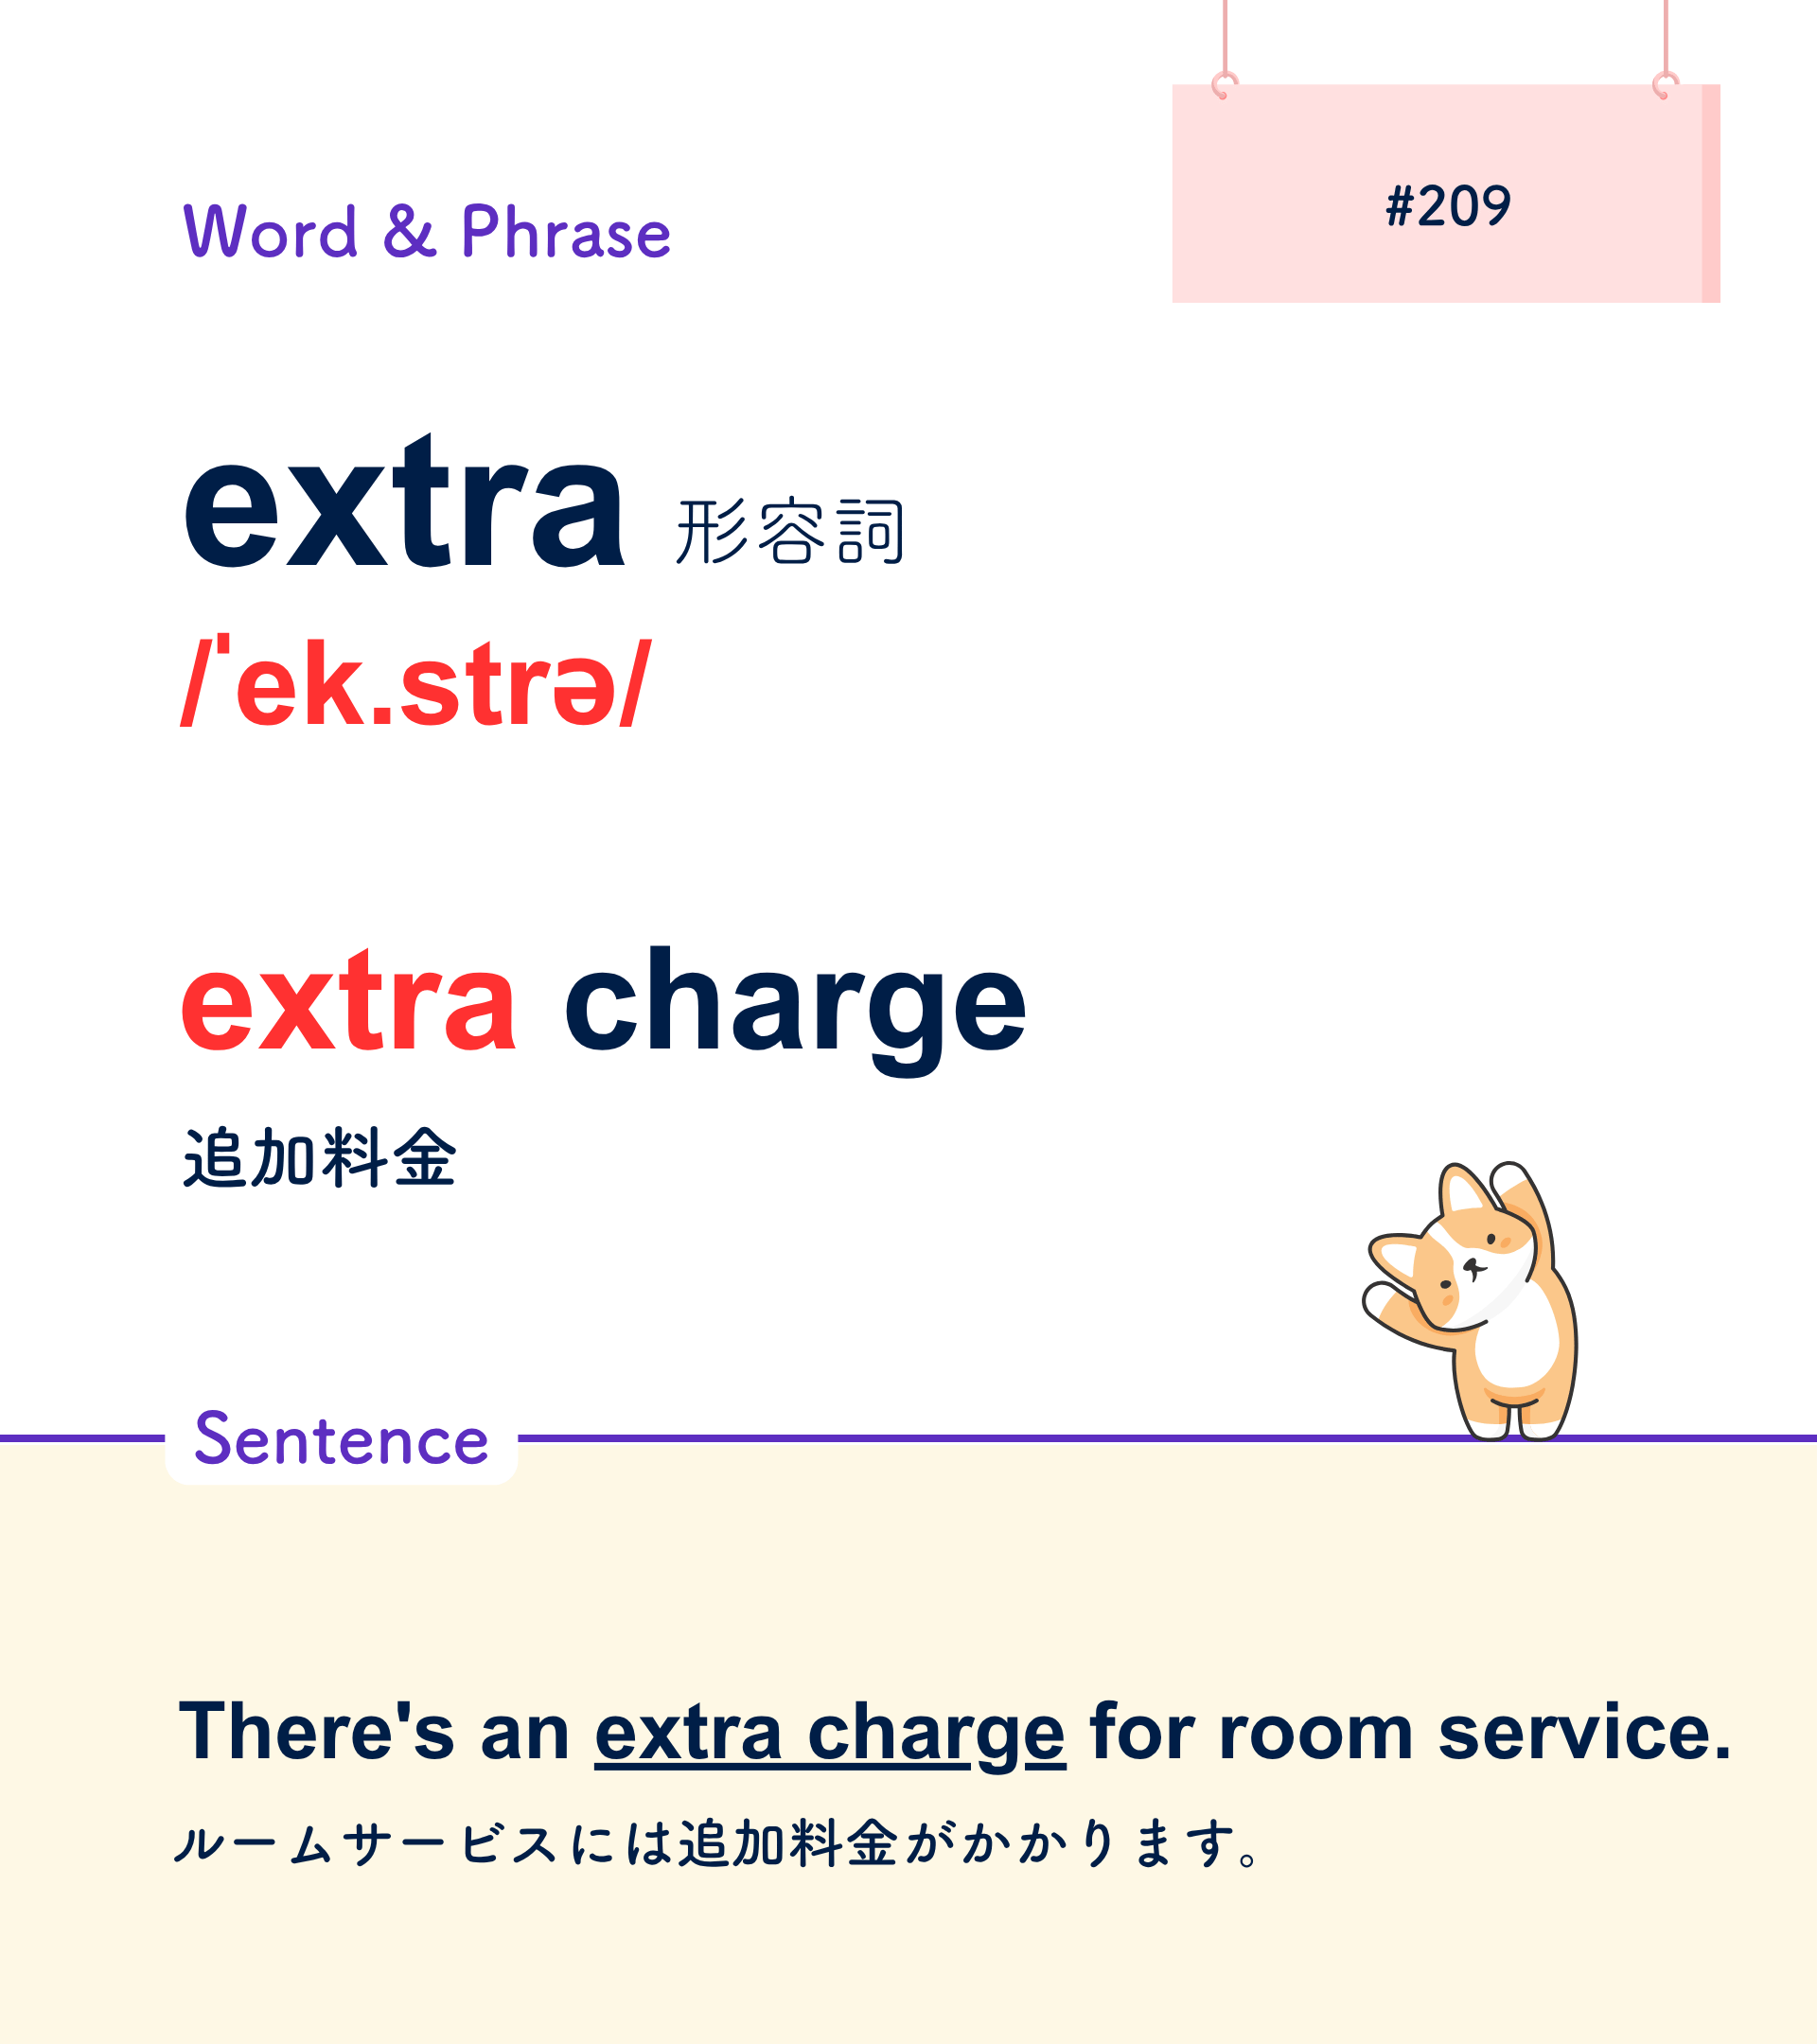 Word & Phrase
#209
extra 形容詞
/ˈek.strə/
extra charge
追加料金
Sentence
There's an extra charge for room service.
ルームサービスには追加料金がかかります。